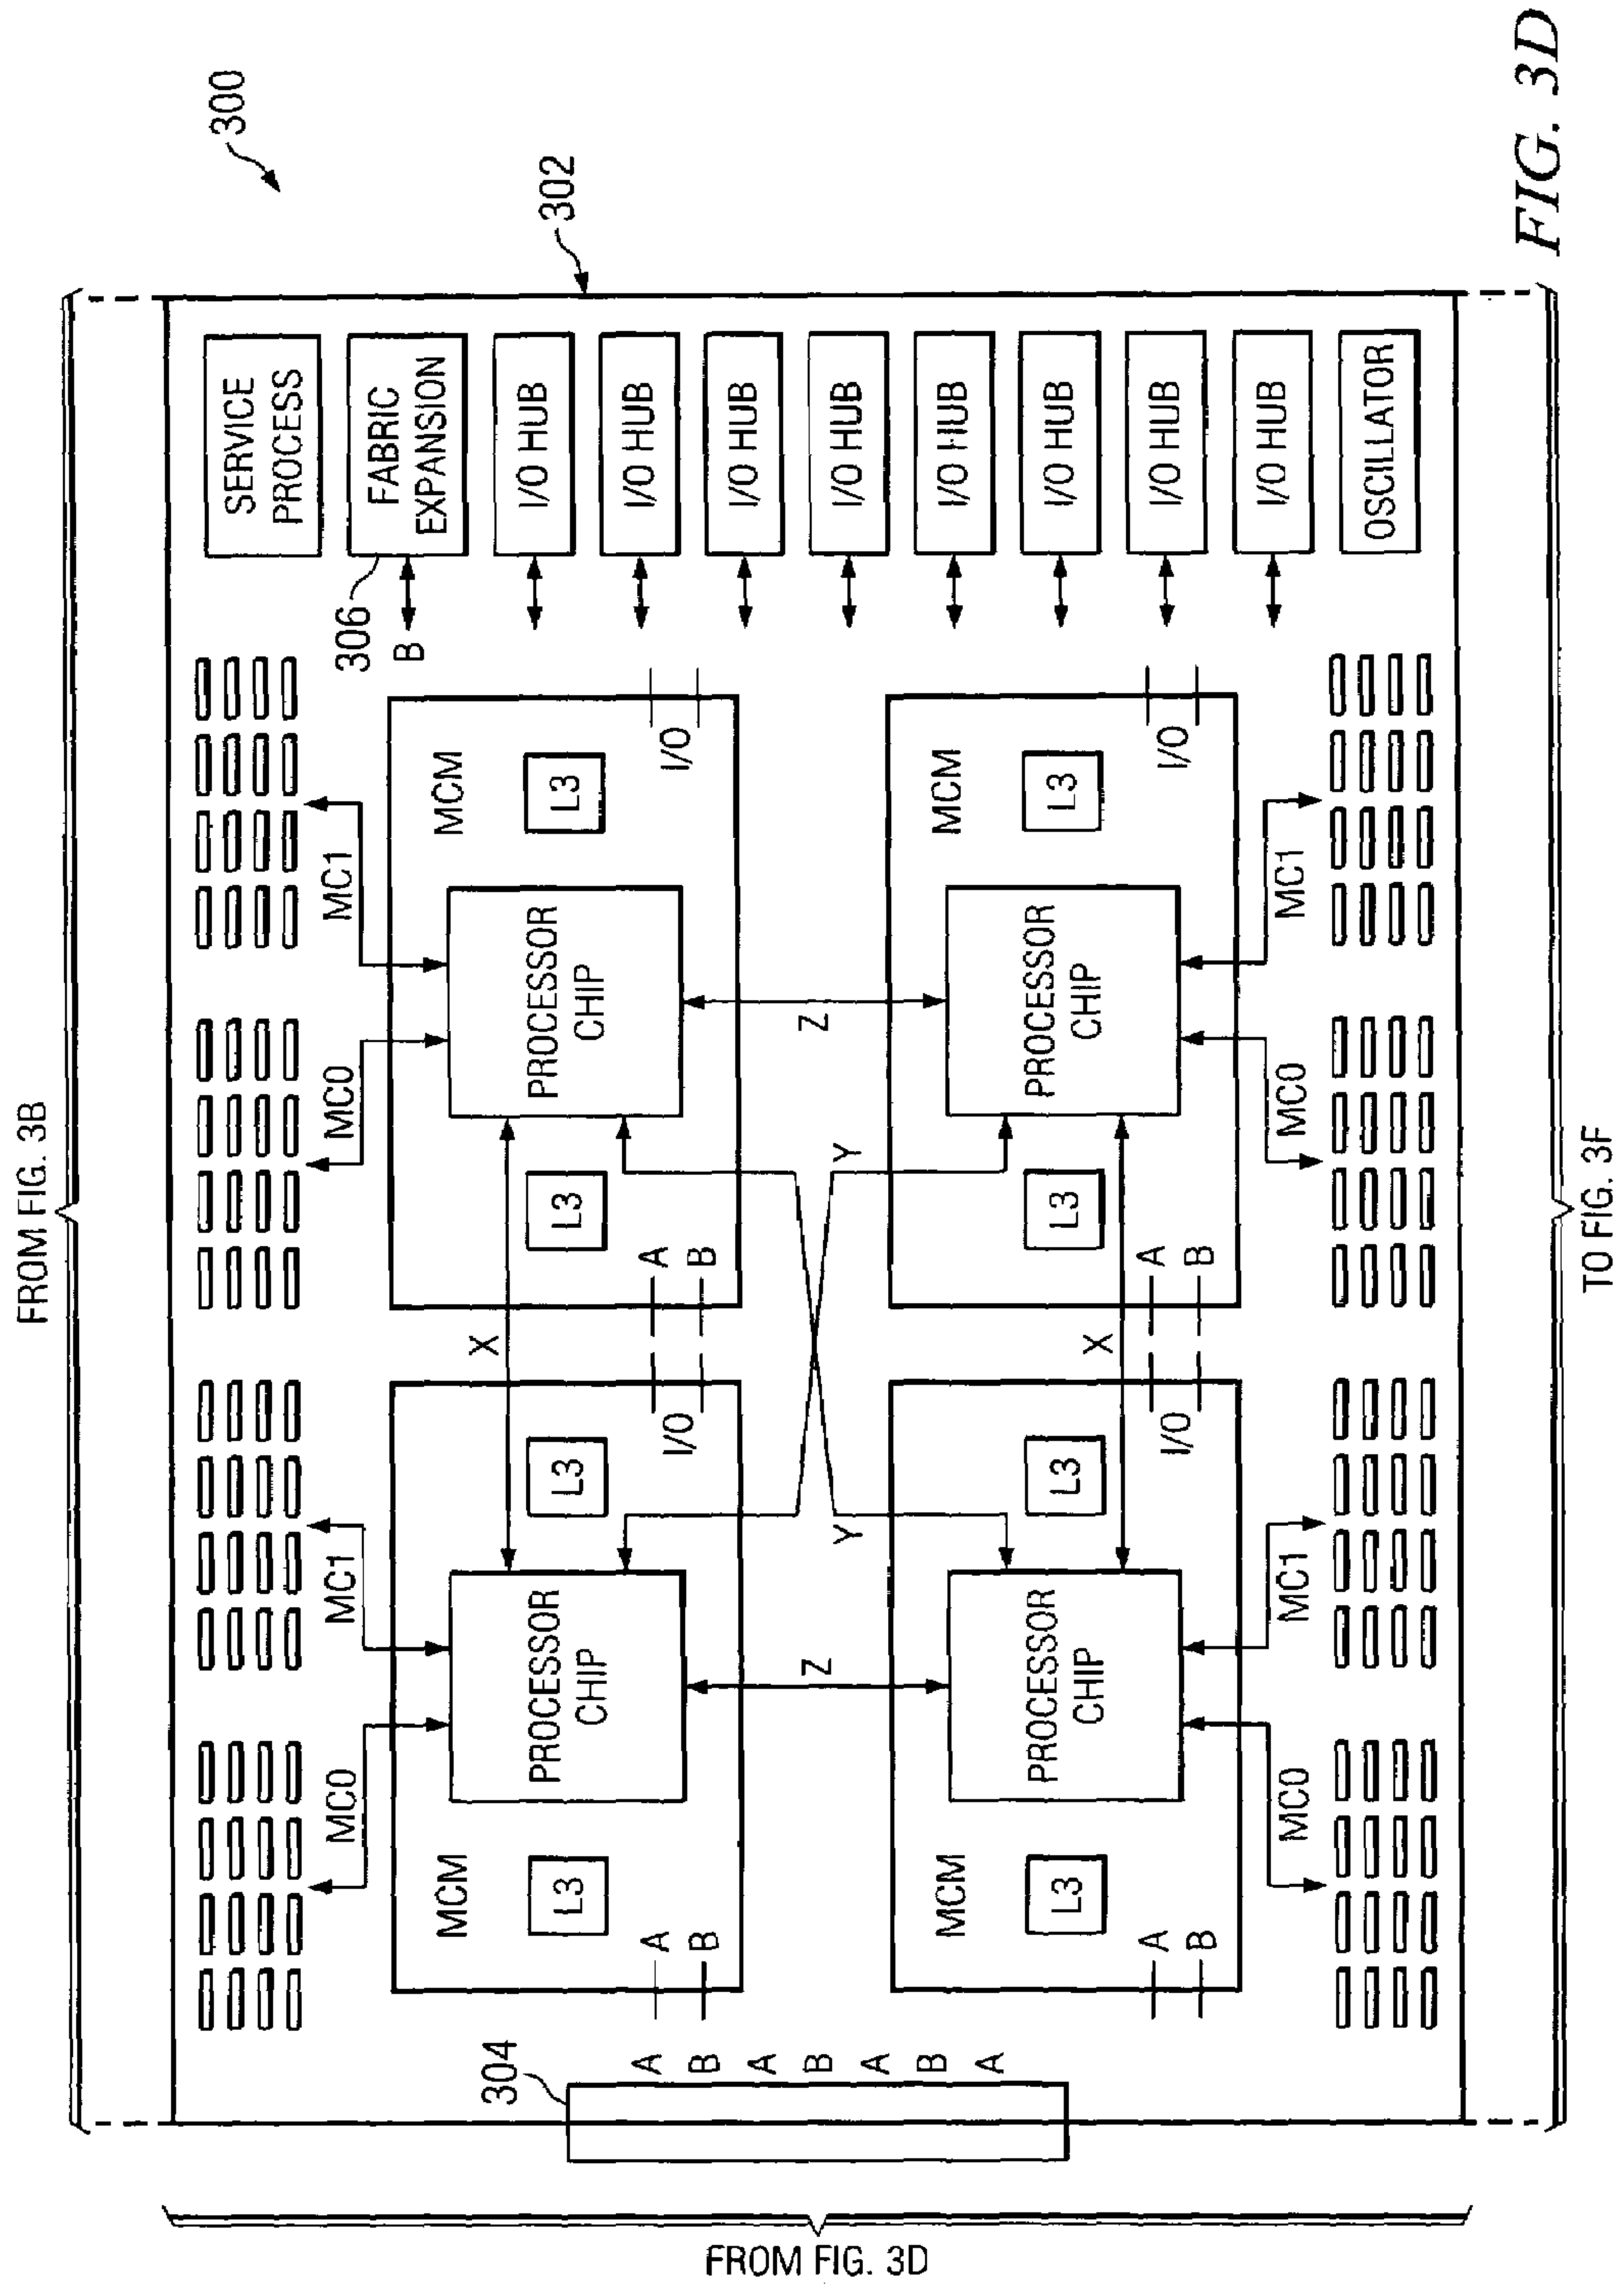 FROM FIG. 3B
300
302
SERVICE
PROCESS
MC0
MC1
MC0
MC1
306
B
FABRIC
EXPANSION
MCM
L3
PROCESSOR
CHIP
L3
I/O
A
B
X
MCM
L3
PROCESSOR
CHIP
L3
I/O
A
B
I/O HUB
I/O HUB
I/O HUB
I/O HUB
I/O HUB
I/O HUB
I/O HUB
I/O HUB
OSCILLATOR
304
A
B
A
B
A
B
A
Z
Y
Y
Z
MCM
L3
PROCESSOR
CHIP
L3
I/O
A
B
X
MCM
L3
PROCESSOR
CHIP
L3
I/O
A
B
MC0
MC1
MC0
MC1
FROM FIG. 3D
TO FIG. 3F
FIG. 3D